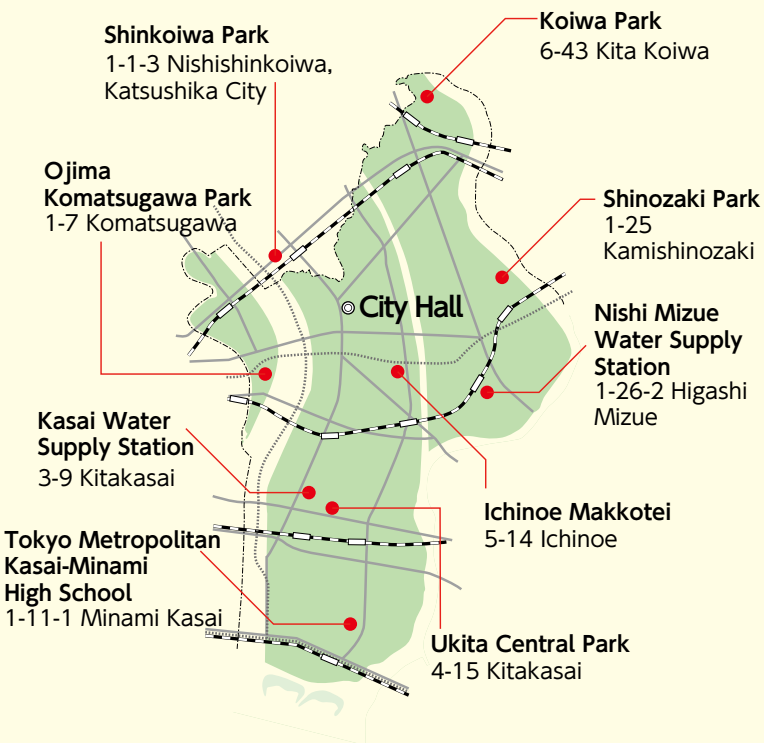 Koiwa Park
6-43 Kita Koiwa
Shinkoiwa Park
1-1-3 Nishishinkoiwa,
Katsushika City
Ojima
Komatsugawa Park
1-7 Komatsugawa
Shinozaki Park
1-25
Kamishinozaki
City Hall
Nishi Mizue
Water Supply
Station
1-26-2 Higashi
Mizue
Kasai Water
Supply Station
3-9 Kitakasai
Ichinoe Makkotei
5-14 Ichinoe
Tokyo Metropolitan
Kasai-Minami
High School
1-11-1 Minami Kasai
Ukita Central Park
4-15 Kitakasai